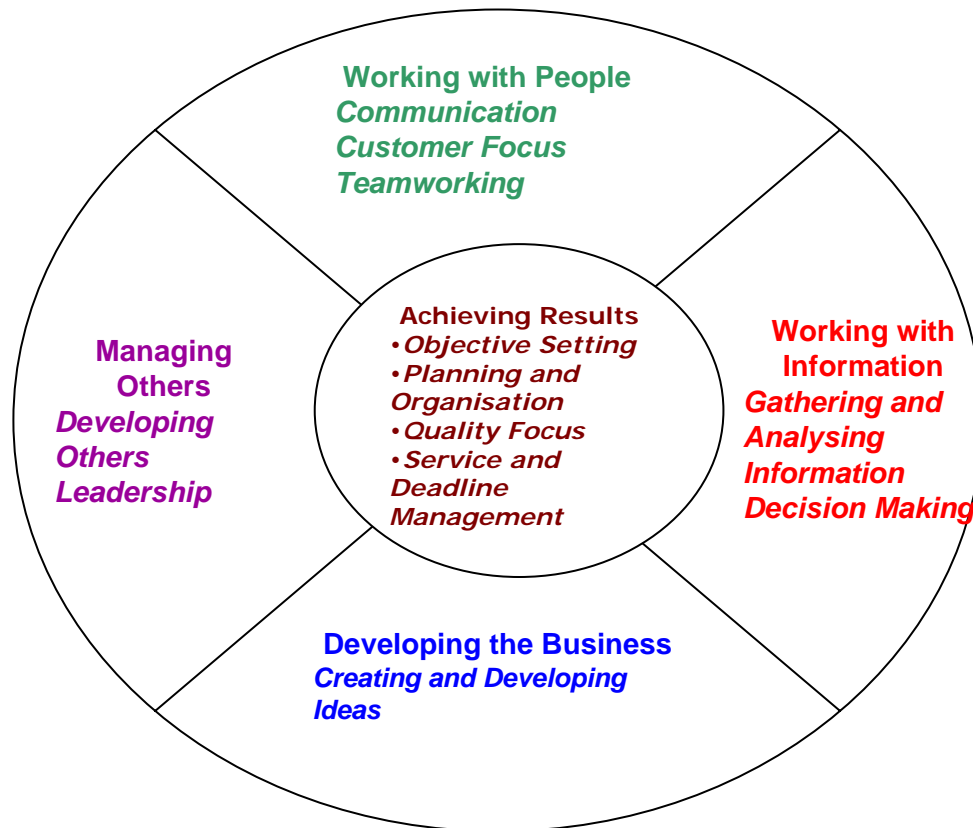 Working with People
Communication
Customer Focus
Teamworking
Managing
Others
Developing
Others
Leadership
Achieving Results
•Objective Setting
•Planning and
Organisation
•Quality Focus
•Service and
Deadline
Management
Working with
Information
Gathering and
Analysing
Information
Decision Making
Developing the Business
Creating and Developing
Ideas